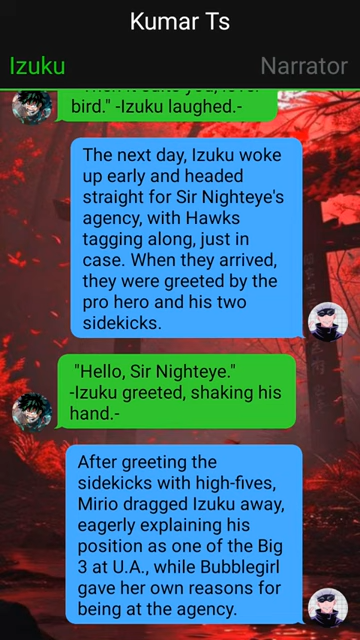 Kumar Ts
Izuku
Narrator
bird." -Izuku laughed.-
The next day, Izuku woke
up early and headed
straight for Sir Nighteye's
agency, with Hawks
tagging along, just in
case. When they arrived,
they were greeted by the
pro hero and his two
sidekicks.
"Hello, Sir Nighteye."
-Izuku greeted, shaking his
hand.-
After greeting the
sidekicks with high-fives,
Mirio dragged Izuku away,
eagerly explaining his
position as one of the Big
3 at U.A., while Bubblegirl
gave her own reasons for
being at the agency.